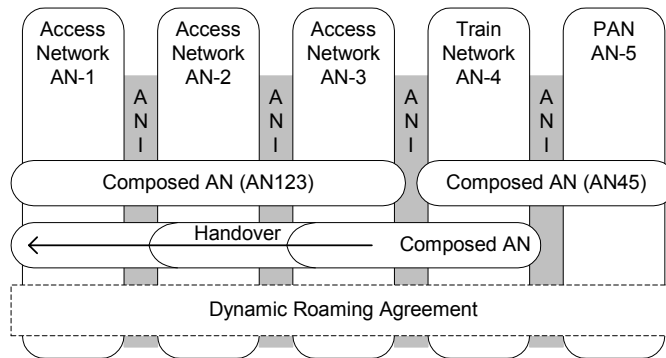 Access
Network
AN-1
Access
Network
AN-2
Access
Network
AN-3
Train
Network
AN-4
PAN
AN-5
A
N
I
A
N
I
A
N
I
A
N
I
Composed AN (AN123)
Composed AN (AN45)
Handover
Composed AN
Dynamic Roaming Agreement